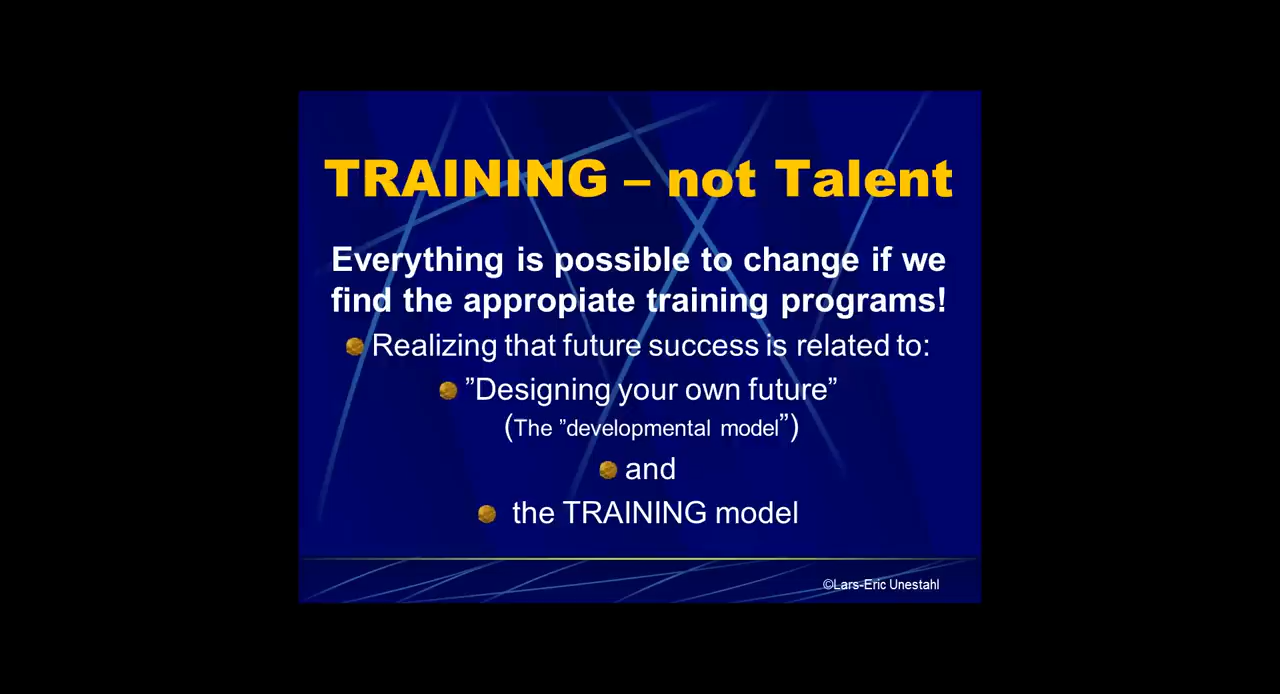 TRAINING – not Talent
Everything is possible to change if we
find the appropiate training programs!
Realizing that future success is related to:
”Designing your own future”
(The ”developmental model”)
and
the TRAINING model
©Lars-Eric Unestahl